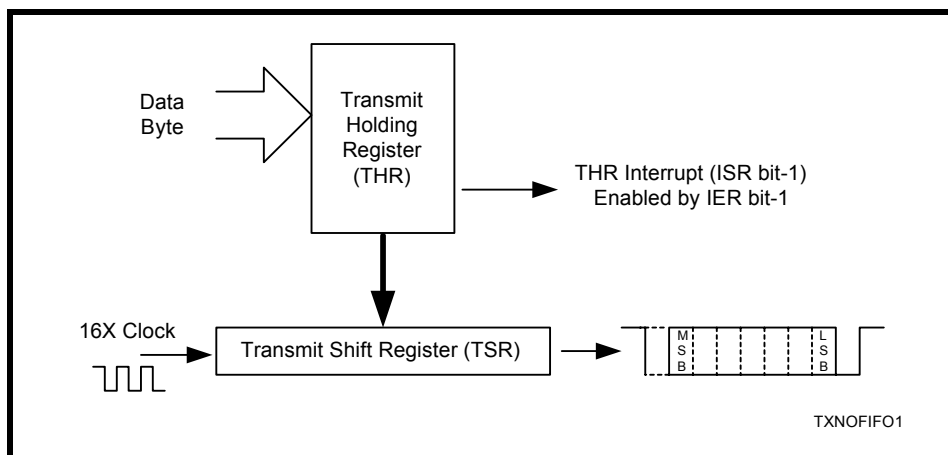 Data
Byte
Transmit
Holding
Register
(THR)
THR Interrupt (ISR bit-1)
Enabled by IER bit-1
16X Clock
Transmit Shift Register (TSR)
M
S
B
L
S
B
TXNOFIFO1